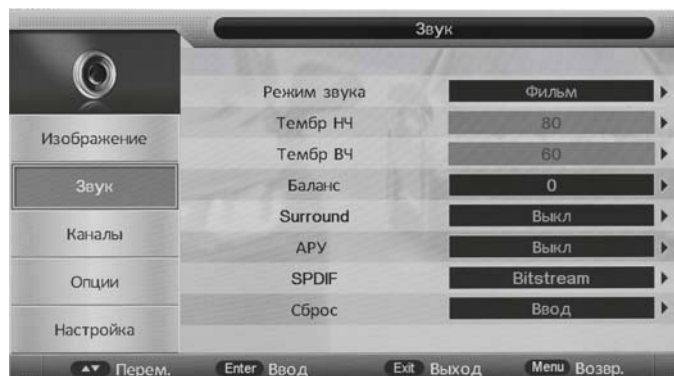 Звук
Изображение
Звук
Каналы
Опции
Настройка
Режим звука Фильм
Тембр НЧ 80
Тембр ВЧ 60
Баланс 0
Surround Выкл
АРУ Выкл
SPDIF Bitstream
Сброс Ввод
Перем. Enter Ввод Exit Выход Menu Возвр.